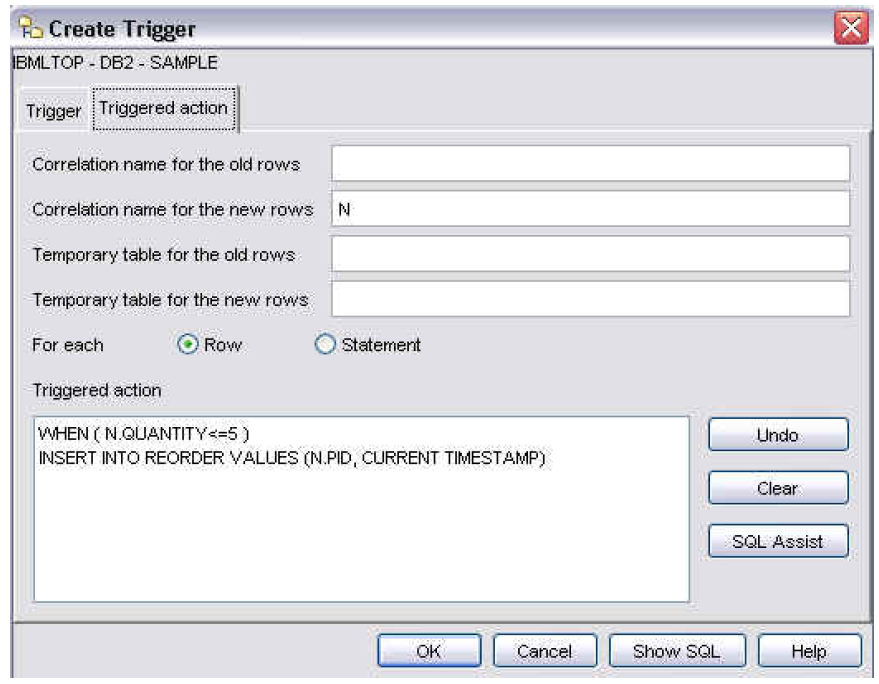 Create Trigger
IBMLTOP - DB2 - SAMPLE
Trigger
Triggered action
Correlation name for the old rows
Correlation name for the new rows N
Temporary table for the old rows
Temporary table for the new rows
For each Row Statement
Triggered action
WHEN ( N.QUANTITY<=5 )
INSERT INTO REORDER VALUES (N.PID, CURRENT TIMESTAMP)
Undo
Clear
SQL Assist
OK Cancel Show SQL Help